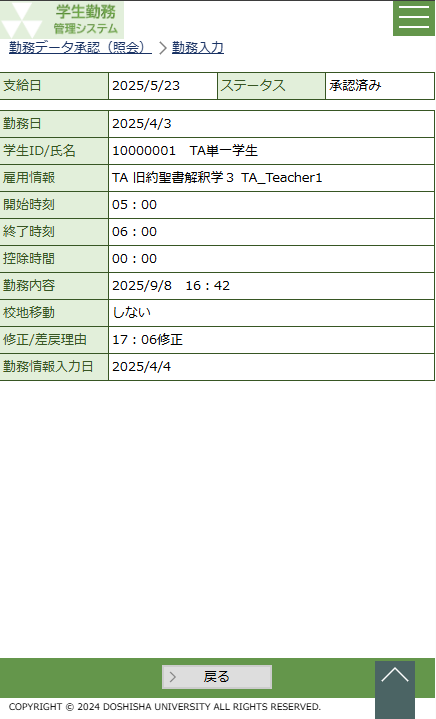 学生勤務
管理システム
勤務データ承認（照会） 勤務入力
支給日 2025/5/23 ステータス 承認済み
勤務日 2025/4/3
学生ID/氏名 10000001　TA単一学生
雇用情報 TA 旧約聖書解釈学３ TA_Teacher1
開始時刻 05：00
終了時刻 06：00
控除時間 00：00
勤務内容 2025/9/8　16：42
校地移動 しない
修正/差戻理由 17：06修正
勤務情報入力日 2025/4/4
戻る
COPYRIGHT © 2024 DOSHISHA UNIVERSITY ALL RIGHTS RESERVED.